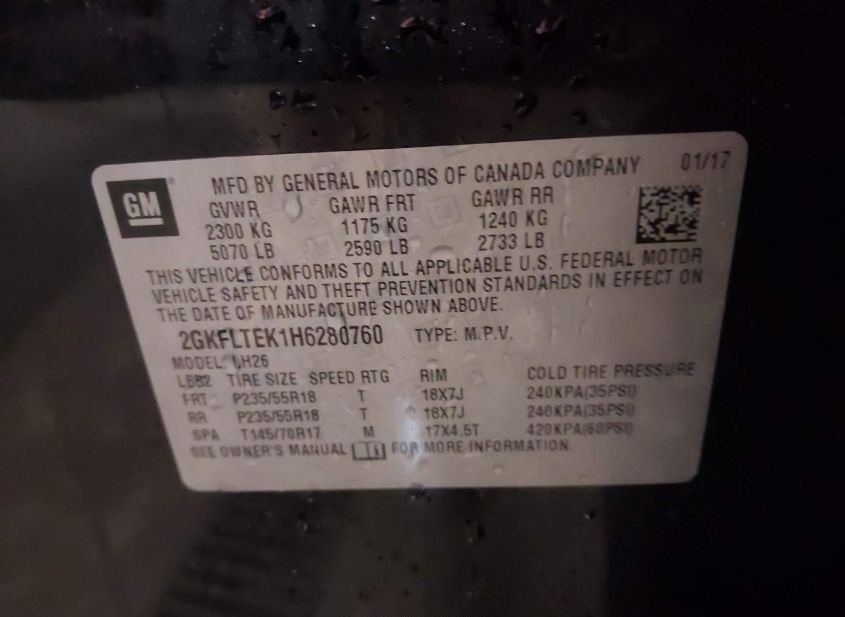 GM
MFD BY GENERAL MOTORS OF CANADA COMPANY 01/17
GVWR GAWR FRT GAWR RR
2300 KG 1175 KG 1240 KG
5070 LB 2590 LB 2733 LB
THIS VEHICLE CONFORMS TO ALL APPLICABLE U.S. FEDERAL MOTOR
VEHICLE SAFETY AND THEFT PREVENTION STANDARDS IN EFFECT ON
THE DATE OF MANUFACTURE SHOWN ABOVE.
2GKFLTEK1H6280760 TYPE: M.P.V.
MODEL: LH26
TIRE SIZE SPEED RTG RIM COLD TIRE PRESSURE
FRT P235/55R18 T 18X7J 240KPA(35PSI)
RR P235/55R18 T 18X7J 240KPA(35PSI)
SPA T145/70R17 M 17X4.5T 420KPA(60PSI)
SEE OWNER'S MANUAL FOR MORE INFORMATION.